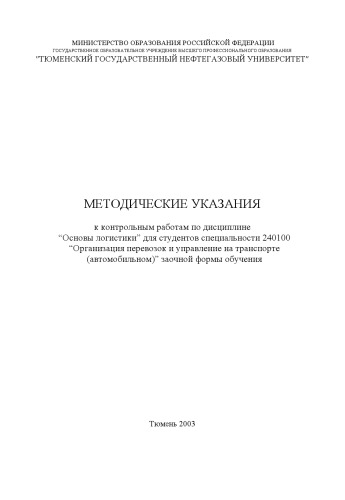 МИНИСТЕРСТВО ОБРАЗОВАНИЯ РОССИЙСКОЙ ФЕДЕРАЦИИ
ГОСУДАРСТВЕННОЕ ОБРАЗОВАТЕЛЬНОЕ УЧРЕЖДЕНИЕ ВЫСШЕГО ПРОФЕССИОНАЛЬНОГО ОБРАЗОВАНИЯ
"ТЮМЕНСКИЙ ГОСУДАРСТВЕННЫЙ НЕФТЕГАЗОВЫЙ УНИВЕРСИТЕТ"
МЕТОДИЧЕСКИЕ УКАЗАНИЯ
к контрольным работам по дисциплине
“Основы логистики” для студентов специальности 240100
“Организация перевозок и управление на транспорте
(автомобильном)” заочной формы обучения
Тюмень 2003